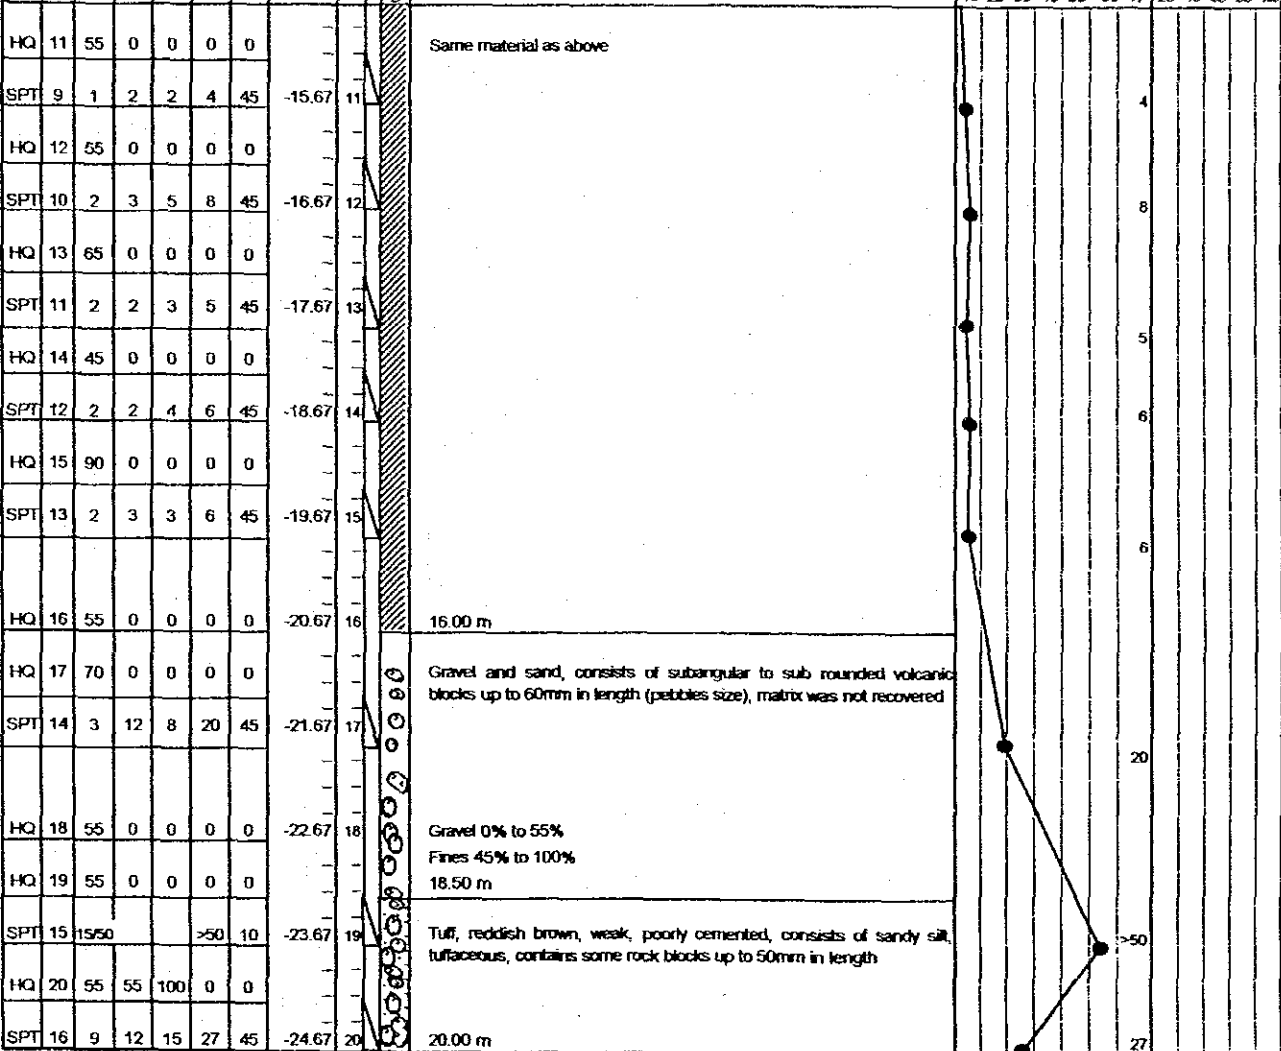 HQ 11 55 0 0 0 0 Same material as above
SPT 9 1 2 2 4 45 -15.67 11 4
HQ 12 55 0 0 0 0
SPT 10 2 3 5 8 45 -16.67 12 8
HQ 13 65 0 0 0 0
SPT 11 2 2 3 5 45 -17.67 13 5
HQ 14 45 0 0 0 0
SPT 12 2 2 4 6 45 -18.67 14 6
HQ 15 90 0 0 0 0
SPT 13 2 3 3 6 45 -19.67 15 6
HQ 16 55 0 0 0 0 -20.67 16 16.00 m
HQ 17 70 0 0 0 0 Gravel and sand, consists of subangular to sub rounded volcanic
blocks up to 60mm in length (pebbles size), matrix was not recovered
SPT 14 3 12 8 20 45 -21.67 17 20
HQ 18 55 0 0 0 0 -22.67 18 Gravel 0% to 55%
Fines 45% to 100%
HQ 19 55 0 0 0 0 18.50 m
SPT 15 15/50 >50 10 -23.67 19 Tuff, reddish brown, weak, poorly cemented, consists of sandy silt, >50
tuffaceous, contains some rock blocks up to 50mm in length
HQ 20 55 55 100 0 0
SPT 16 9 12 15 27 45 -24.67 20 20.00 m 27